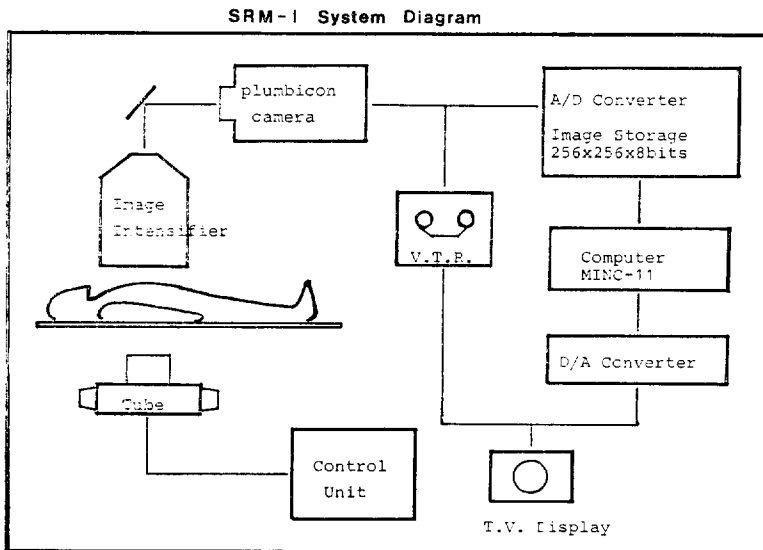 SRM-I System Diagram
plumbicon
camera
A/D Converter
Image Storage
256x256x8bits
Image
Intensifier
V.T.R.
Computer
MINC-11
D/A Converter
Tube
Control
Unit
T.V. Display